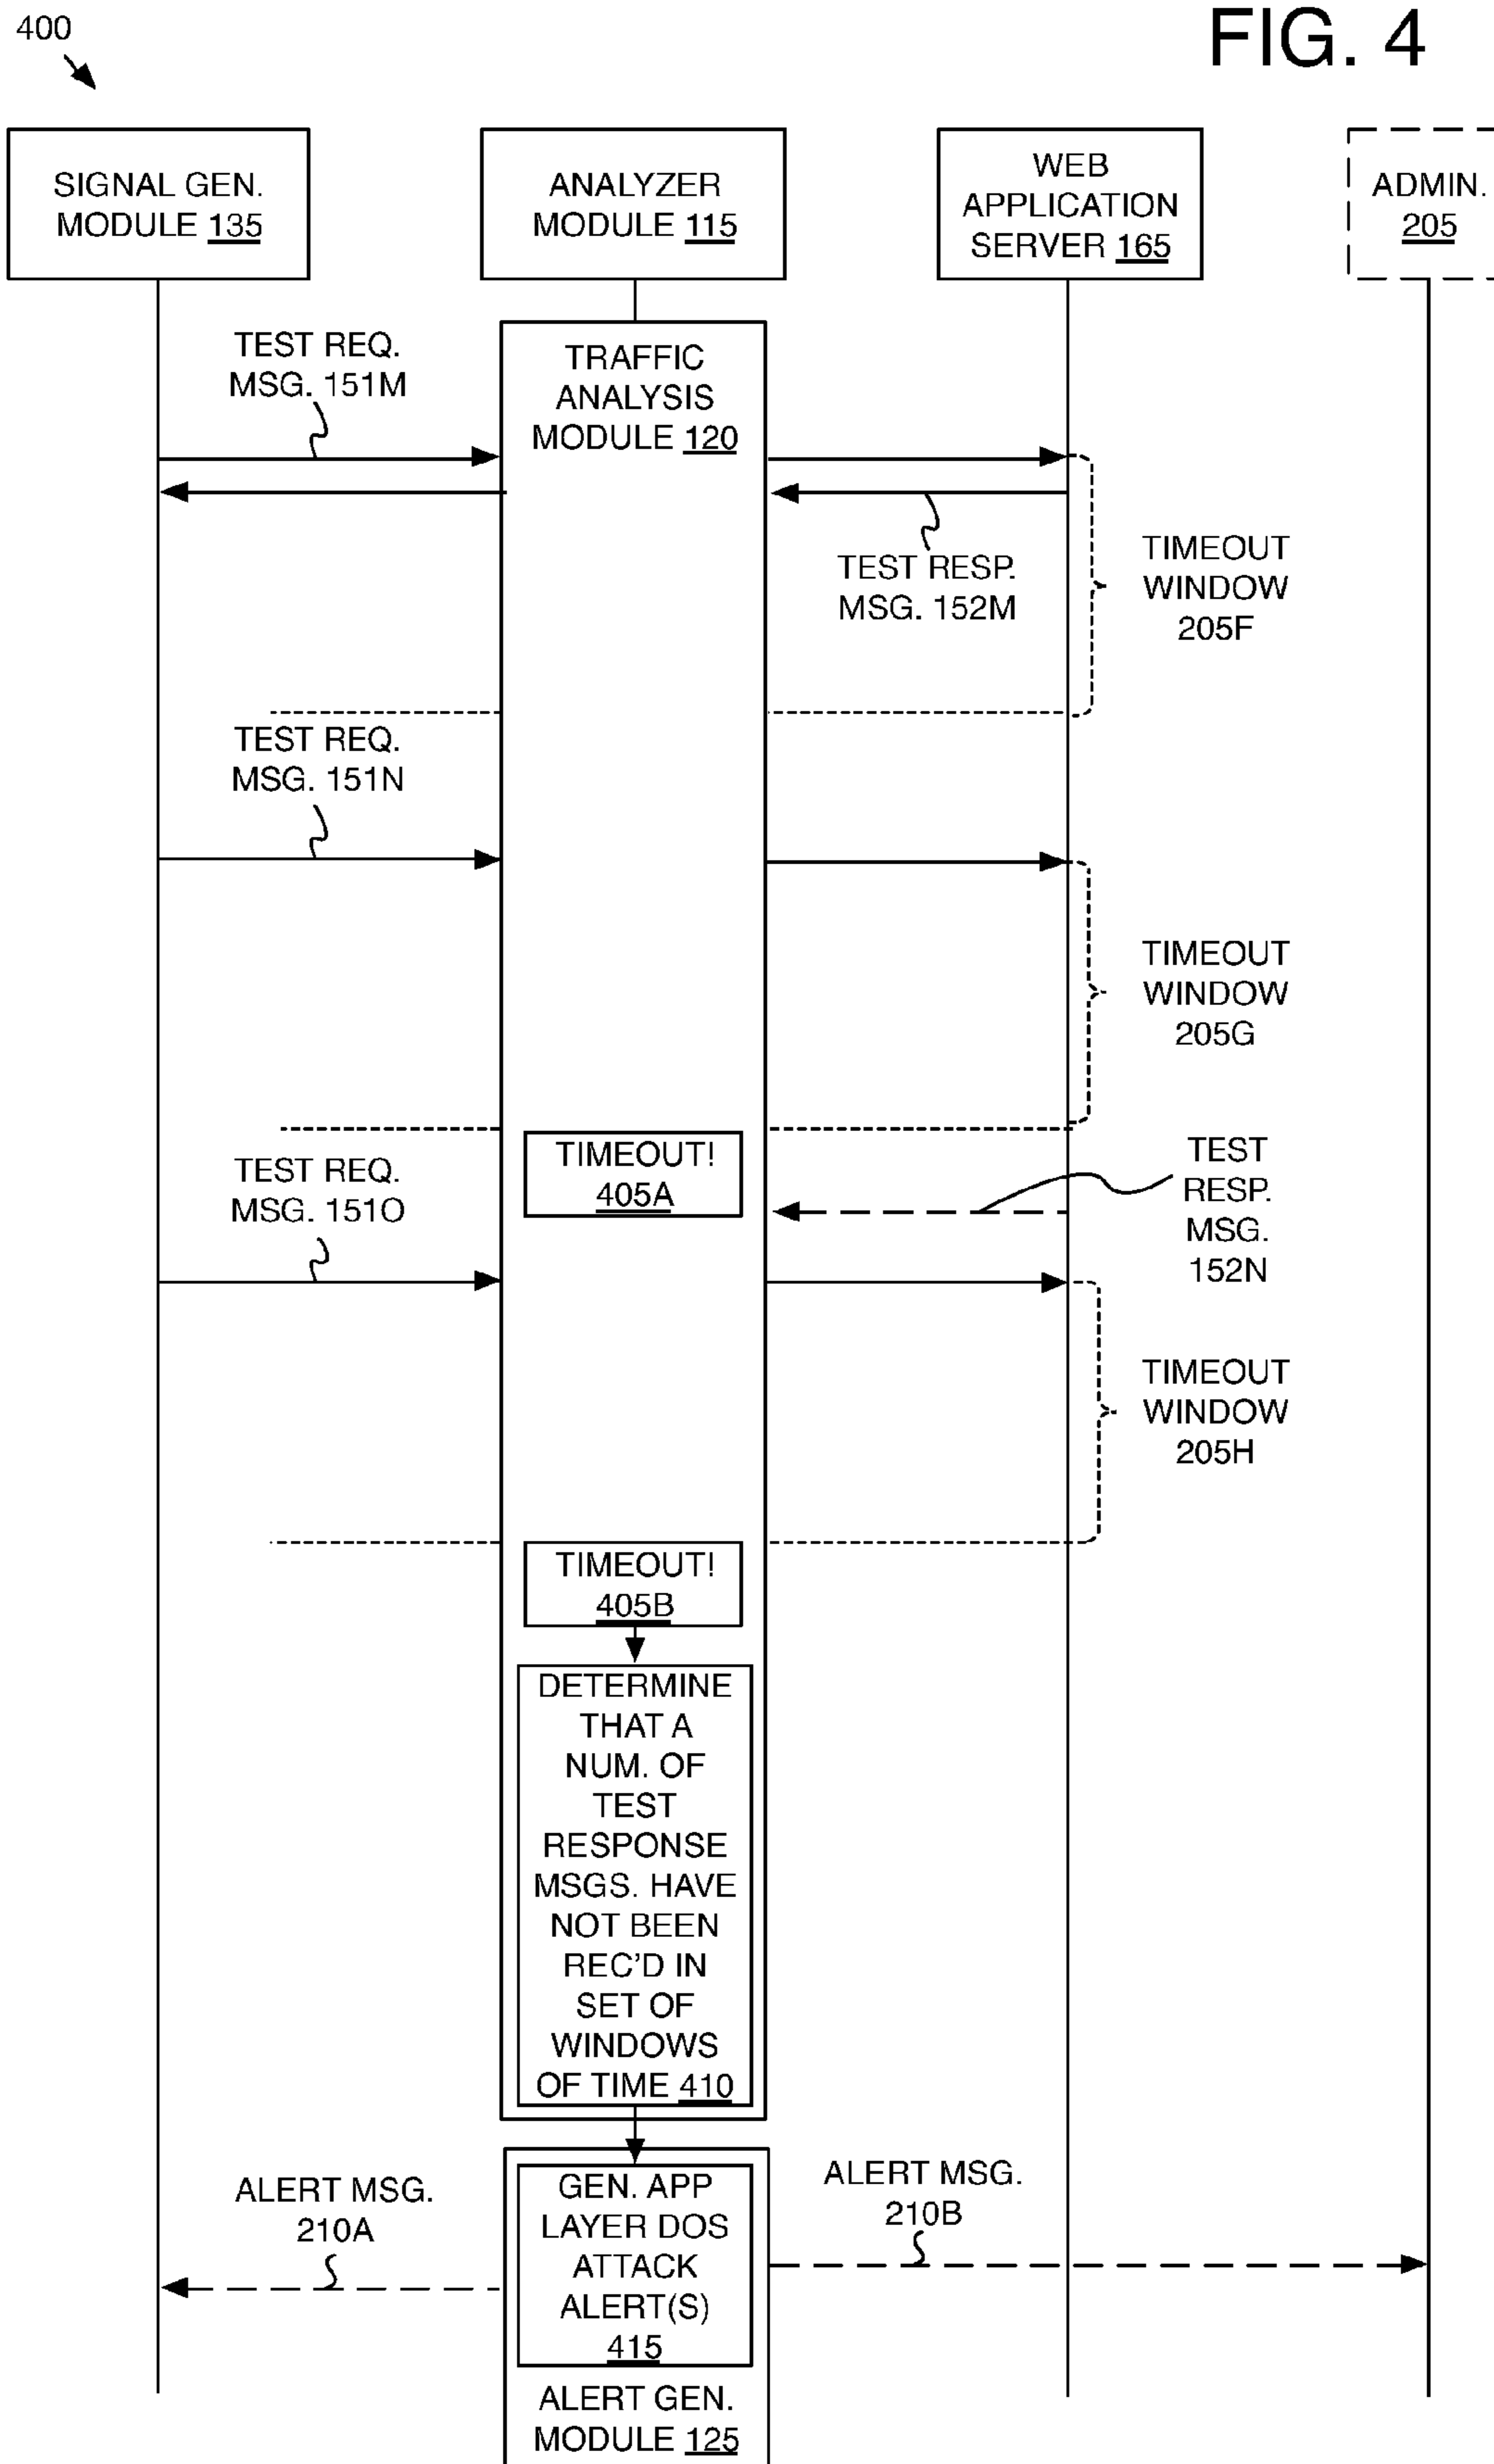 FIG. 4
400
SIGNAL GEN.
MODULE 135
ANALYZER
MODULE 115
WEB
APPLICATION
SERVER 165
ADMIN.
205
TEST REQ.
MSG. 151M
TRAFFIC
ANALYSIS
MODULE 120
TEST RESP.
MSG. 152M
TIMEOUT
WINDOW
205F
TEST REQ.
MSG. 151N
TIMEOUT
WINDOW
205G
TIMEOUT!
405A
TEST REQ.
MSG. 151O
TEST
RESP.
MSG.
152N
TIMEOUT
WINDOW
205H
TIMEOUT!
405B
DETERMINE
THAT A
NUM. OF
TEST
RESPONSE
MSGS. HAVE
NOT BEEN
REC'D IN
SET OF
WINDOWS
OF TIME 410
ALERT MSG.
210A
GEN. APP
LAYER DOS
ATTACK
ALERT(S)
415
ALERT MSG.
210B
ALERT GEN.
MODULE 125